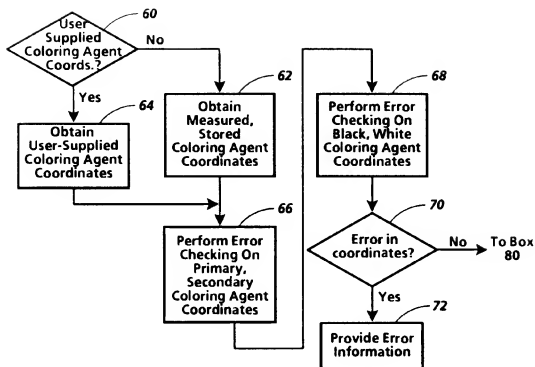 60
User
Supplied
Coloring Agent
Coords.?
No
Yes
62
Obtain
Measured,
Stored
Coloring Agent
Coordinates
64
Obtain
User-Supplied
Coloring Agent
Coordinates
66
Perform Error
Checking On
Primary,
Secondary
Coloring Agent
Coordinates
68
Perform Error
Checking On
Black, White
Coloring Agent
Coordinates
70
Error in
coordinates?
No
To Box
80
Yes
72
Provide Error
Information